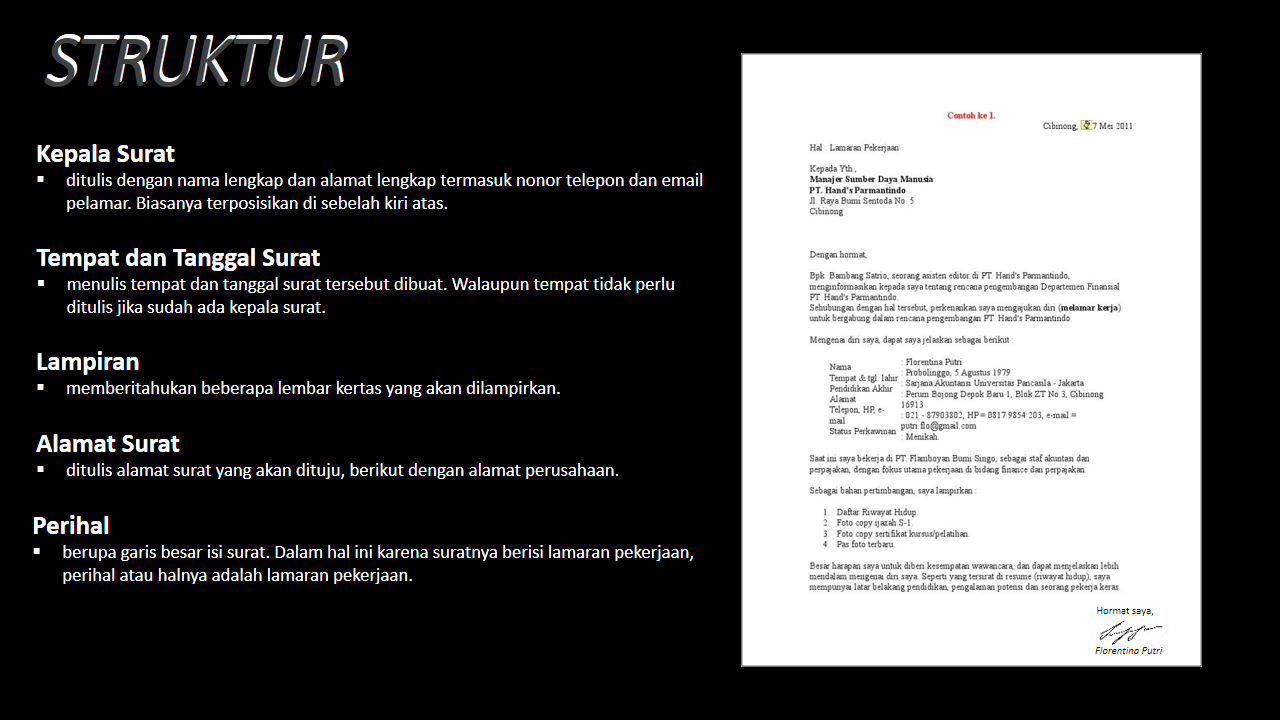 STRUKTUR
Kepala Surat
▪ ditulis dengan nama lengkap dan alamat lengkap termasuk nonor telepon dan email
pelamar. Biasanya terposisikan di sebelah kiri atas.
Tempat dan Tanggal Surat
▪ menulis tempat dan tanggal surat tersebut dibuat. Walaupun tempat tidak perlu
ditulis jika sudah ada kepala surat.
Lampiran
▪ memberitahukan beberapa lembar kertas yang akan dilampirkan.
Alamat Surat
▪ ditulis alamat surat yang akan dituju, berikut dengan alamat perusahaan.
Perihal
▪ berupa garis besar isi surat. Dalam hal ini karena suratnya berisi lamaran pekerjaan,
perihal atau halnya adalah lamaran pekerjaan.
Contoh ke 1.
Cibinong, 7 Mei 2011
Hal : Lamaran Pekerjaan
Kepada Yth.,
Manajer Sumber Daya Manusia
PT. Hand's Parmantindo
Jl. Raya Bumi Sentoda No. 5
Cibinong
Dengan hormat,
Bpk. Bambang Satrio, seorang asisten editor di PT. Hand's Parmantindo,
menginformasikan kepada saya tentang rencana pengembangan Departemen Finansial
PT. Hand's Parmantindo.
Sehubungan dengan hal tersebut, perkenankan saya mengajukan diri (melamar kerja)
untuk bergabung dalam rencana pengembangan PT. Hand's Parmantindo.
Mengenai diri saya, dapat saya jelaskan sebagai berikut :
Nama
Tempat & tgl. lahir
Pendidikan Akhir
Alamat
Telepon, HP, e-
mail
Status Perkawinan
: Florentina Putri
: Probolinggo, 5 Agustus 1979
: Sarjana Akuntansi Universitas Pancasila - Jakarta
: Perum Bojong Depok Baru 1, Blok ZT No.3, Cibinong
16913
: 021 - 87903802, HP = 0817 9854 203, e-mail =
putri.flo@gmail.com
: Menikah.
Saat ini saya bekerja di PT. Flamboyan Bumi Singo, sebagai staf akuntasi dan
perpajakan, dengan fokus utama pekerjaan di bidang finance dan perpajakan.
Sebagai bahan pertimbangan, saya lampirkan :
1. Daftar Riwayat Hidup.
2. Foto copy ijazah S-1.
3. Foto copy sertifikat kursus/pelatihan.
4. Pas foto terbaru.
Besar harapan saya untuk diberi kesempatan wawancara, dan dapat menjelaskan lebih
mendalam mengenai diri saya. Seperti yang tersirat di resume (riwayat hidup), saya
mempunyai latar belakang pendidikan, pengalaman potensi dan seorang pekerja keras.
Hormat saya,
Florentina Putri